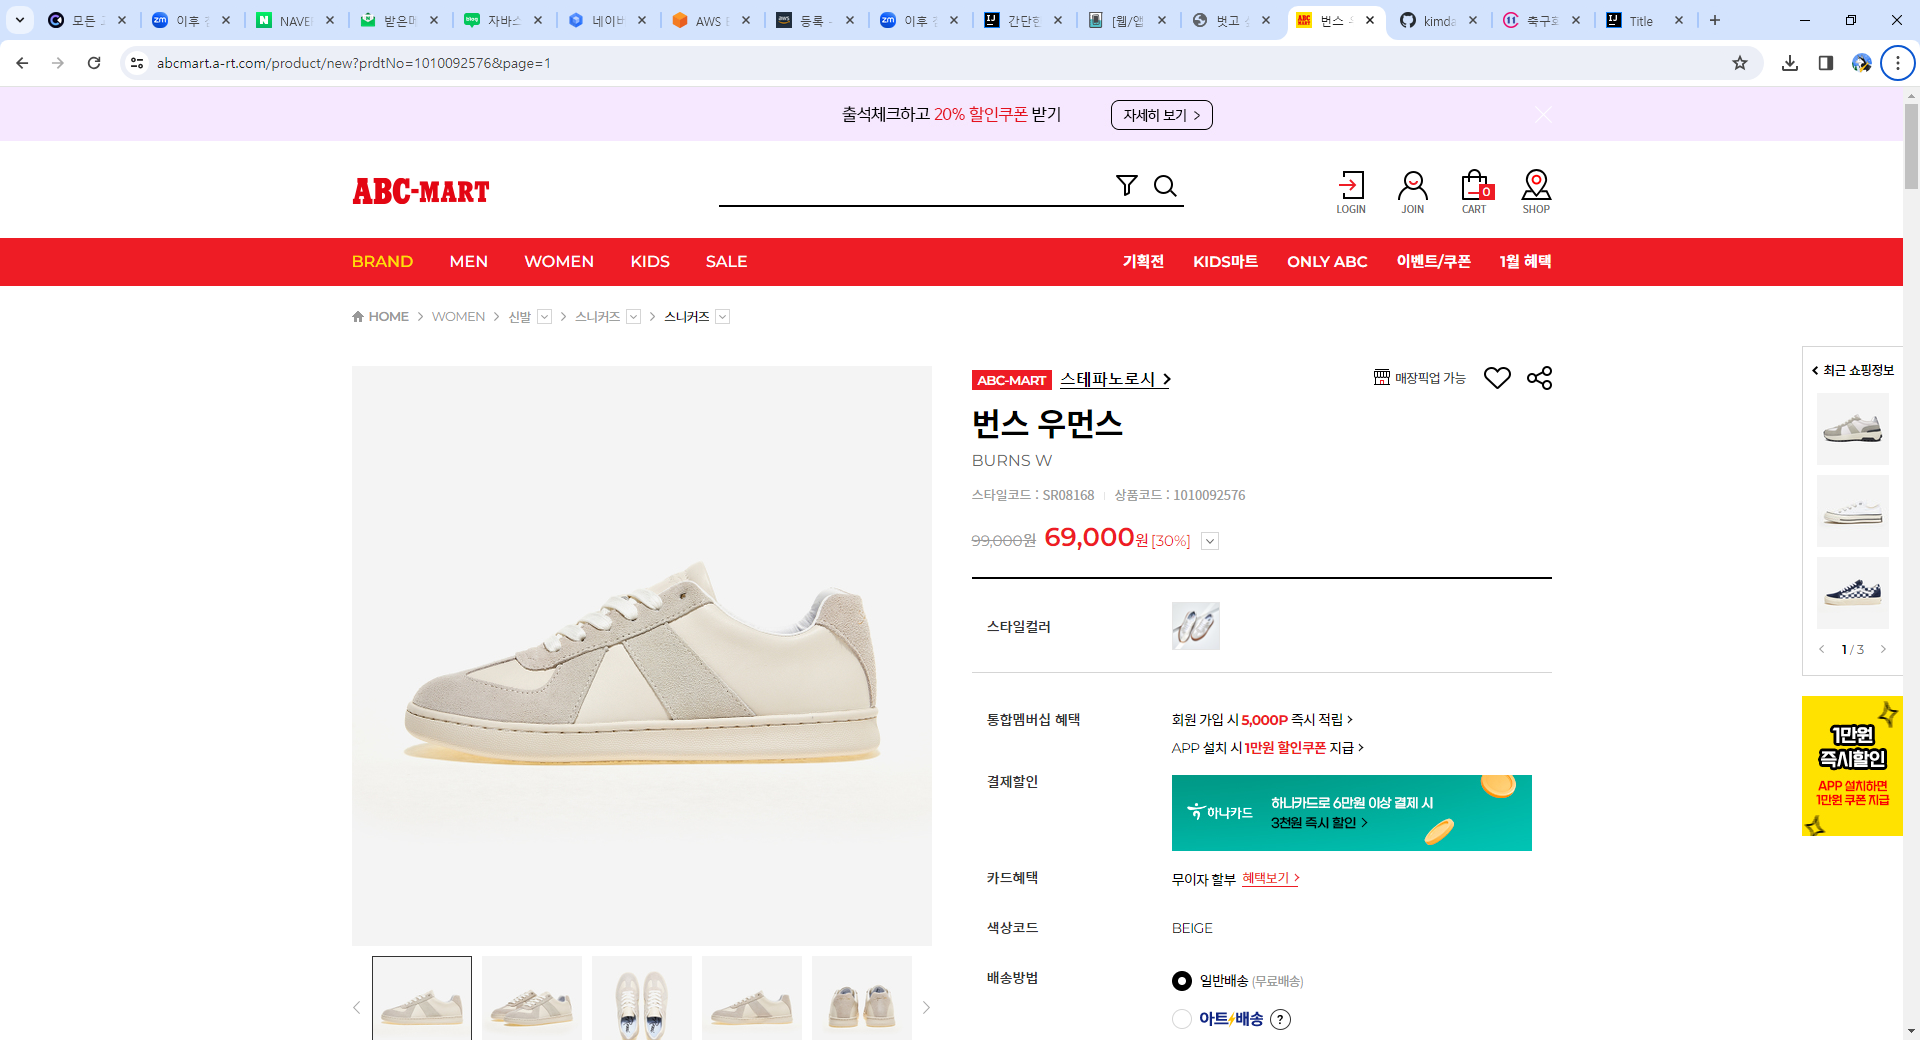 모든
이후
NAVE
받은메
자바스
네이버
AWS
등록 -
이후
간단한
[웹/앱
벗고
번스
kimda
축구화
Title
abcmart.a-rt.com/product/new?prdtNo=1010092576&page=1
출석체크하고 20% 할인쿠폰 받기
자세히 보기 >
ABC-MART
LOGIN
JOIN
0
CART
SHOP
BRAND MEN WOMEN KIDS SALE
기획전 KIDS마트 ONLY ABC 이벤트/쿠폰 1월 혜택
HOME > WOMEN > 신발 > 스니커즈 > 스니커즈
ABC-MART 스테파노로시 >
매장픽업 가능
번스 우먼스
BURNS W
스타일코드 : SR08168 상품코드 : 1010092576
99,000원 69,000원 [30%]
스타일컬러
통합멤버십 혜택
회원 가입 시 5,000P 즉시 적립 >
APP 설치 시 1만원 할인쿠폰 지급 >
결제할인
하나카드
하나카드로 6만원 이상 결제 시
3천원 즉시 할인 >
카드혜택
무이자 할부 혜택보기 >
색상코드
BEIGE
배송방법
일반배송 (무료배송)
아트배송 ?
< 최근 쇼핑정보
< 1 / 3 >
1만원
즉시할인
APP 설치하면
1만원 쿠폰 지급